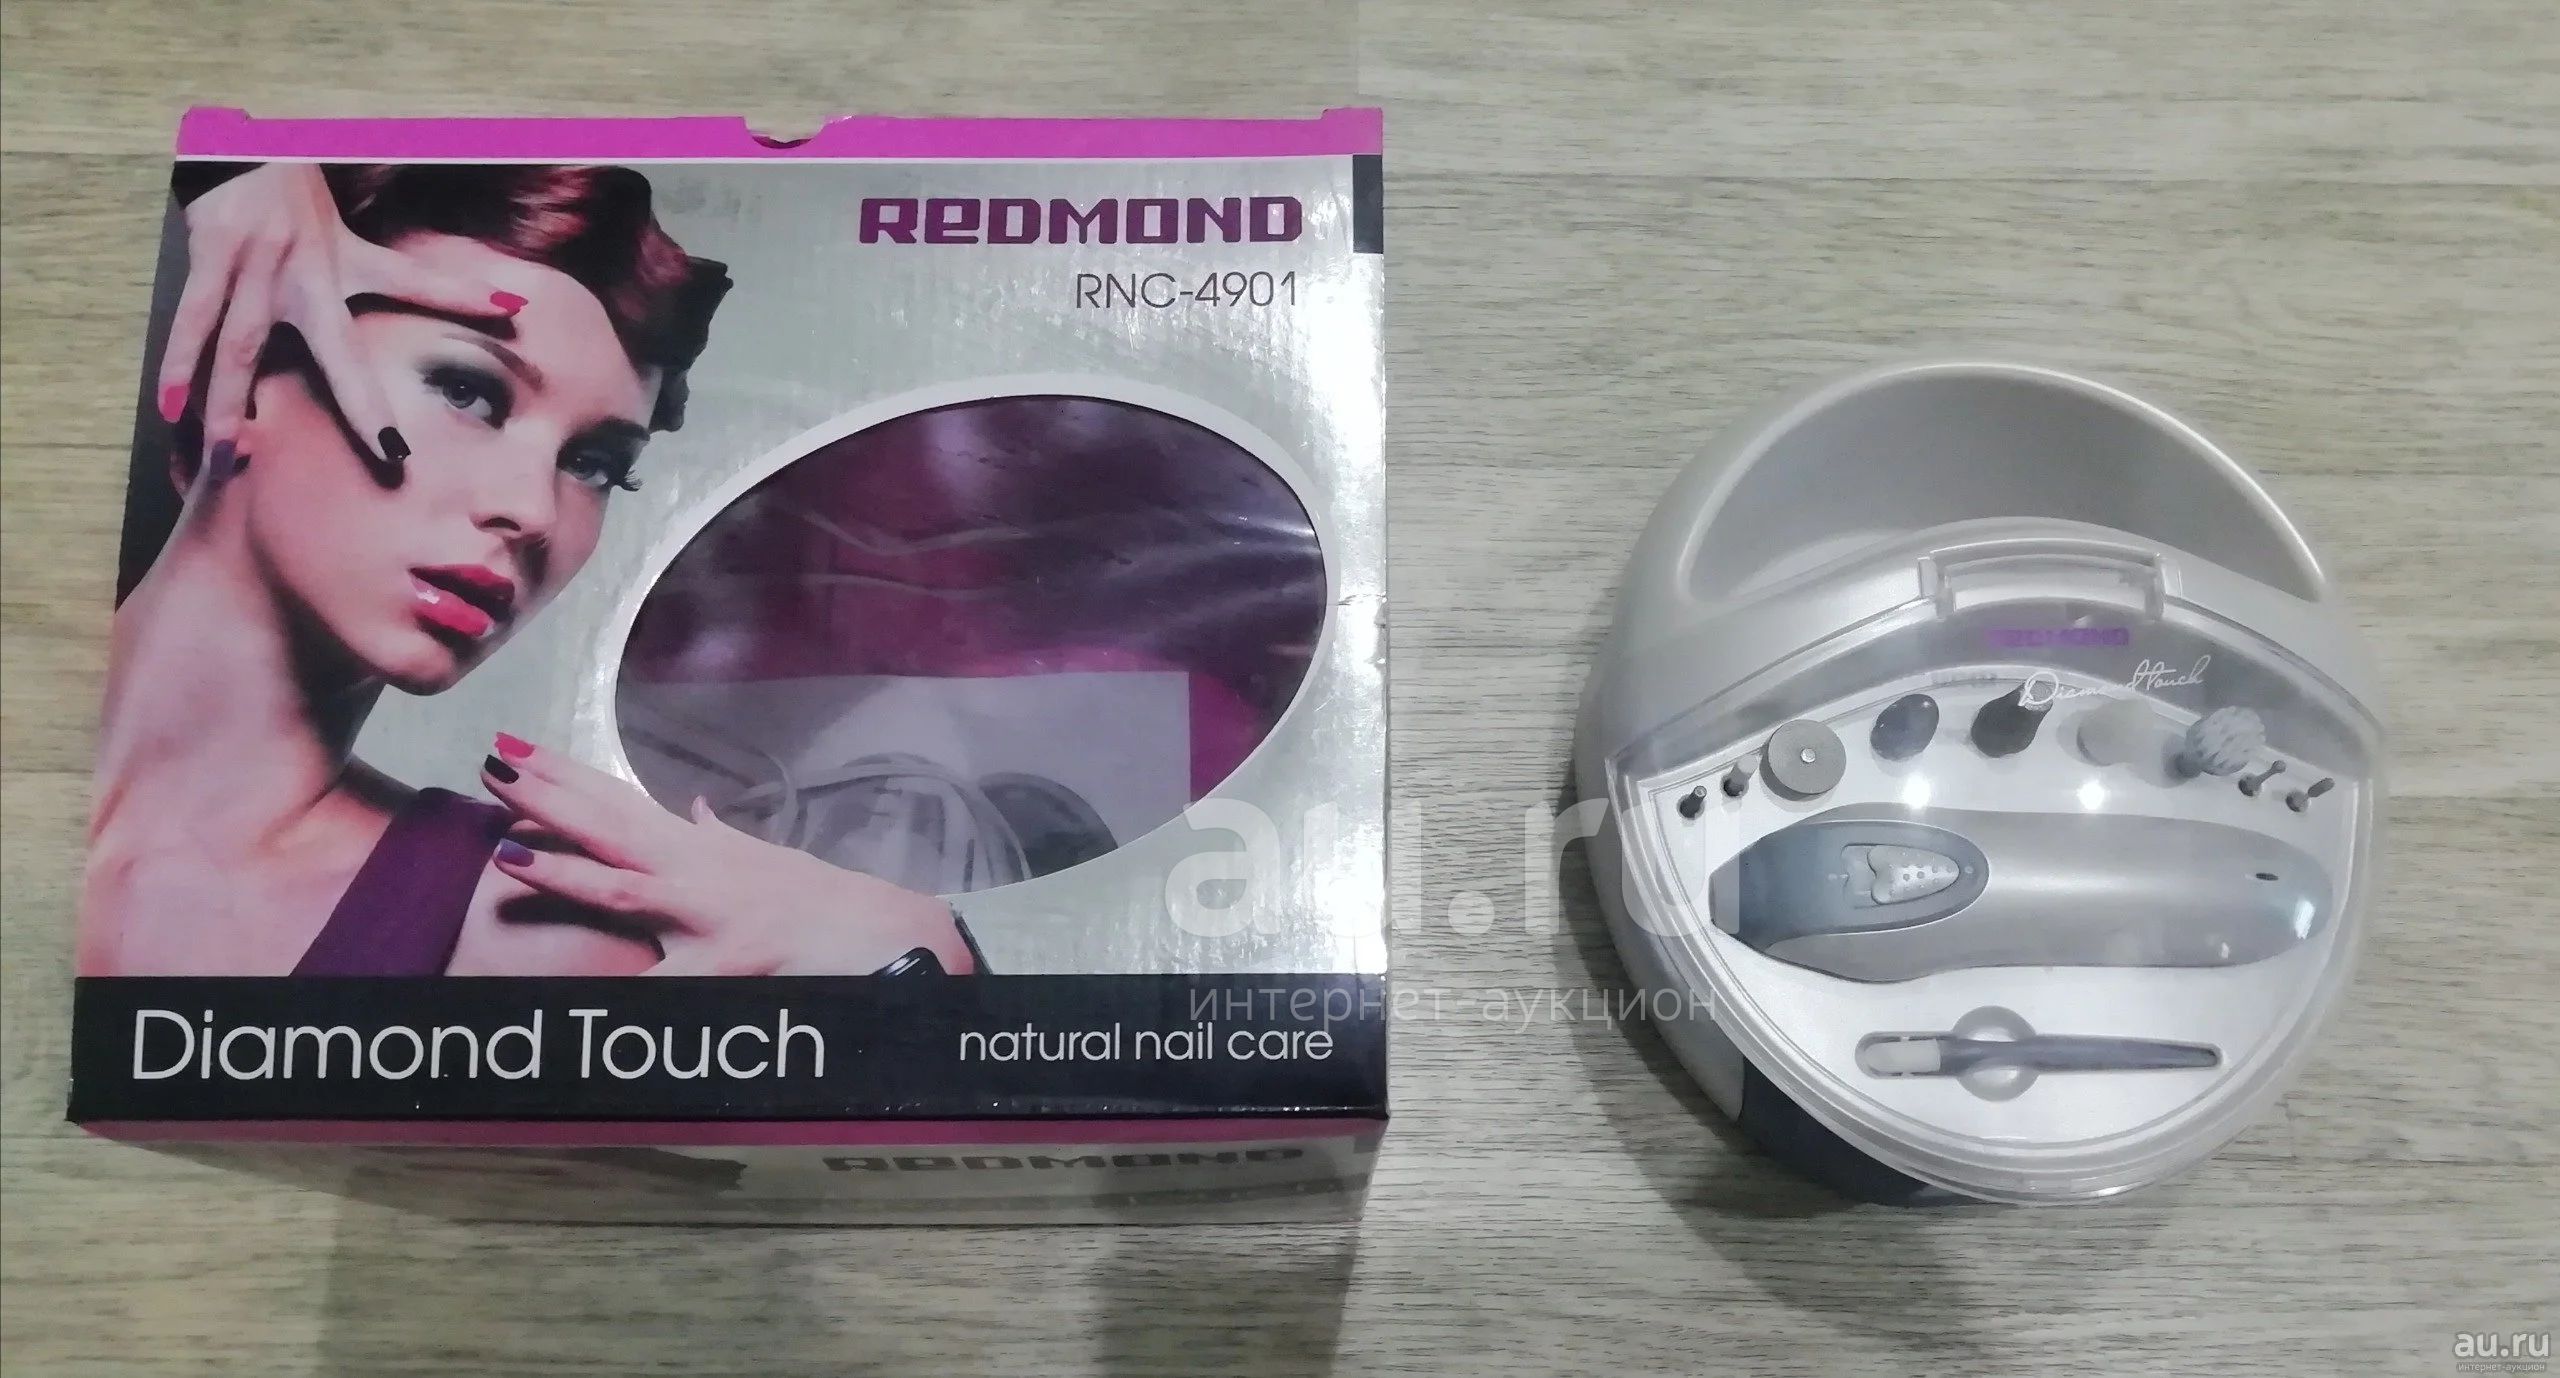 REDMOND
RNC-4901
Diamond Touch
natural nail care
REDMOND
REDMOND
Diamond touch
au.ru
интернет-аукцион
au.ru
интернет-аукцион